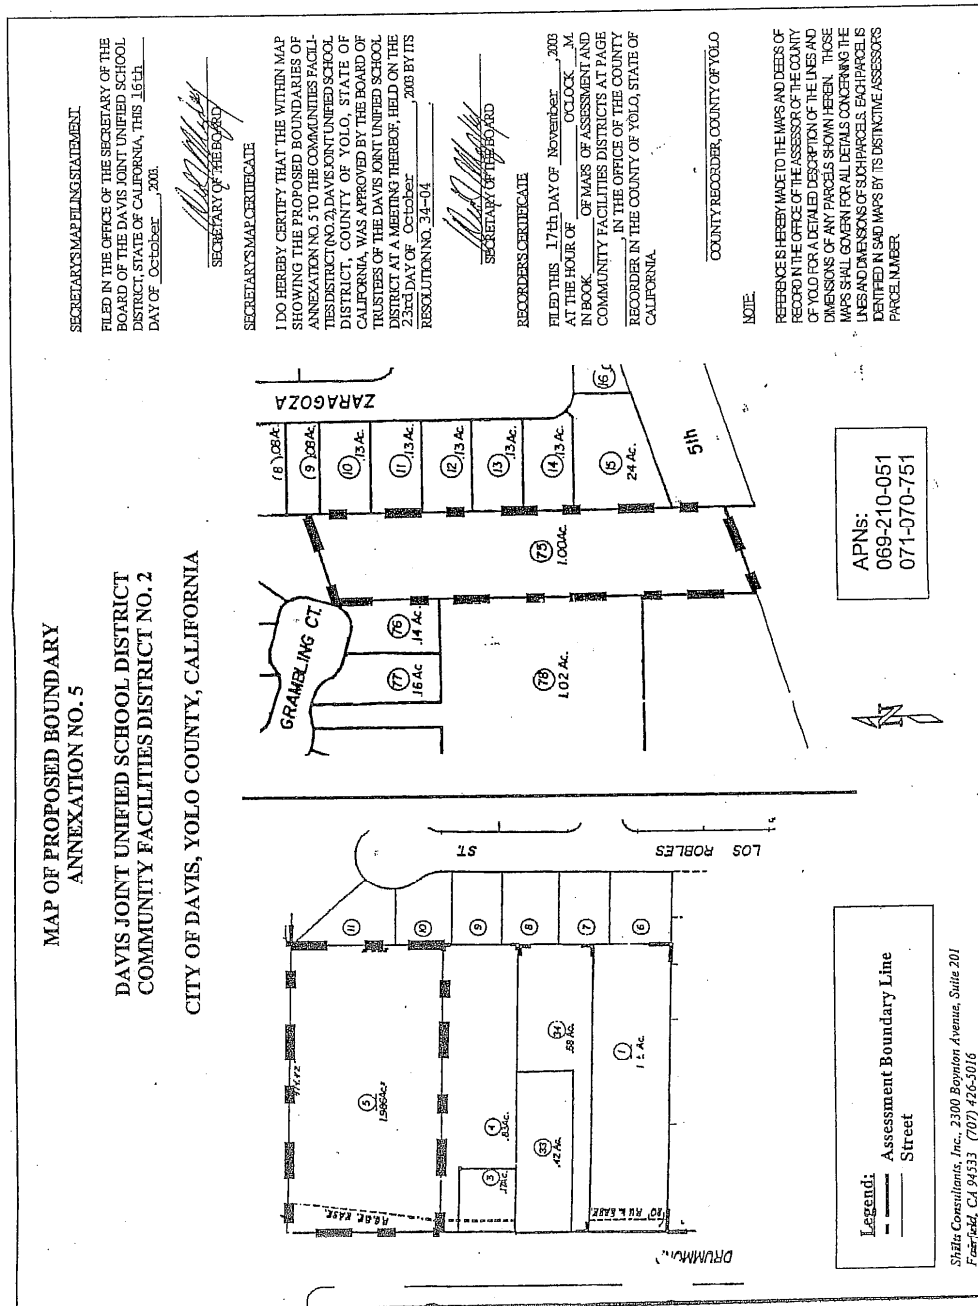 MAP OF PROPOSED BOUNDARY
ANNEXATION NO. 5
DAVIS JOINT UNIFIED SCHOOL DISTRICT
COMMUNITY FACILITIES DISTRICT NO. 2
CITY OF DAVIS, YOLO COUNTY, CALIFORNIA
SECRETARY'S MAP FILING STATEMENT
FILED IN THE OFFICE OF THE SECRETARY OF THE
BOARD OF THE DAVIS JOINT UNIFIED SCHOOL
DISTRICT, STATE OF CALIFORNIA, THIS 16th
DAY OF October, 2003.
SECRETARY OF THE BOARD
SECRETARY'S MAP CERTIFICATE
I DO HEREBY CERTIFY THAT THE WITHIN MAP
SHOWING THE PROPOSED BOUNDARIES OF
ANNEXATION NO. 5 TO THE COMMUNITIES FACILI-
TIES DISTRICT (NO. 2), DAVIS JOINT UNIFIED SCHOOL
DISTRICT, COUNTY OF YOLO, STATE OF
CALIFORNIA, WAS APPROVED BY THE BOARD OF
TRUSTEES OF THE DAVIS JOINT UNIFIED SCHOOL
DISTRICT AT A MEETING THEREOF, HELD ON THE
23rd DAY OF October, 2003 BY ITS
RESOLUTION NO. 34-04
SECRETARY OF THE BOARD
RECORDER'S CERTIFICATE
FILED THIS 17th DAY OF November, 2003
AT THE HOUR OF ____ O'CLOCK __M.
IN BOOK ____ OF MAPS OF ASSESSMENT AND
COMMUNITY FACILITIES DISTRICTS AT PAGE
____, IN THE OFFICE OF THE COUNTY
RECORDER IN THE COUNTY OF YOLO, STATE OF
CALIFORNIA.
COUNTY RECORDER, COUNTY OF YOLO
NOTE:
REFERENCE IS HEREBY MADE TO THE MAPS AND DEEDS OF
RECORD IN THE OFFICE OF THE ASSESSOR OF THE COUNTY
OF YOLO FOR A DETAILED DESCRIPTION OF THE LINES AND
DIMENSIONS OF ANY PARCELS SHOWN HEREIN. THOSE
MAPS SHALL GOVERN FOR ALL DETAILS CONCERNING THE
LINES AND DIMENSIONS OF SUCH PARCELS. EACH PARCEL IS
IDENTIFIED IN SAID MAPS BY ITS DISTINCTIVE ASSESSOR'S
PARCEL NUMBER.
5
1.986Ac±
P.G.&E. EASE.
3
4
.83Ac.
33
.42 Ac.
34
.58 Ac.
1
10' P.U.E. EASE.
11
10
9
8
7
6
ST.
LOS ROBLES
GRAMBLING CT.
77
.16 Ac
76
.14 Ac.
78
1.02 Ac.
75
1.00Ac.
(8) .08Ac.
(9) .08Ac.
10
.13 Ac.
11
.13 Ac.
12
.13 Ac.
13
.13 Ac.
14
.13 Ac.
15
.24 Ac.
16
ZARAGOZA
5th
N
APNs:
069-210-051
071-070-751
Legend:
Assessment Boundary Line
Street
Shilts Consultants, Inc., 2300 Boynton Avenue, Suite 201
Fairfield, CA 94533 (707) 426-5016